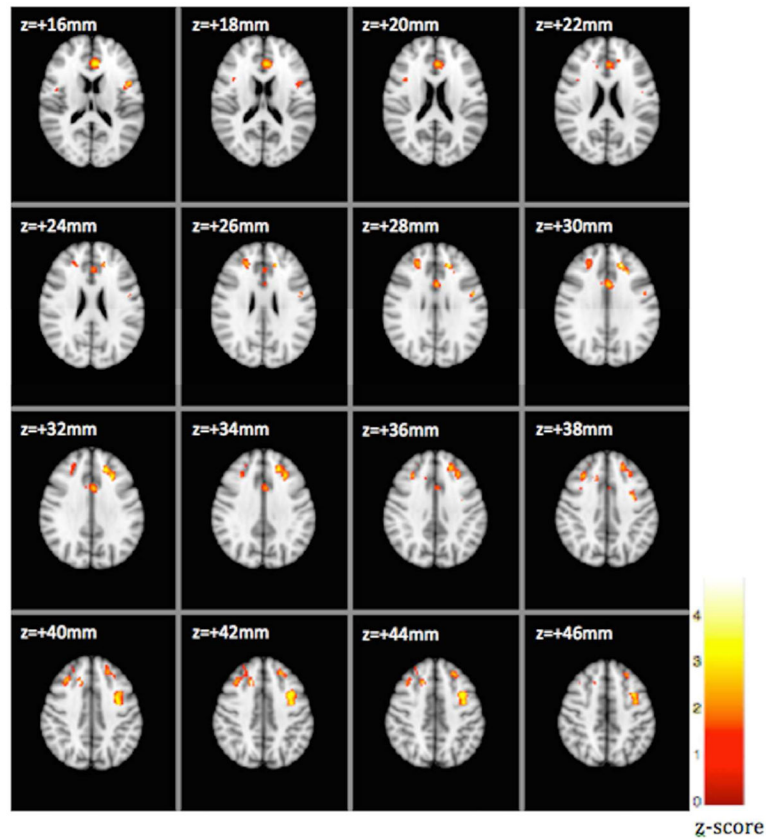 z=+16mm z=+18mm z=+20mm z=+22mm
z=+24mm z=+26mm z=+28mm z=+30mm
z=+32mm z=+34mm z=+36mm z=+38mm
z=+40mm z=+42mm z=+44mm z=+46mm
4
3
2
1
0
z-score